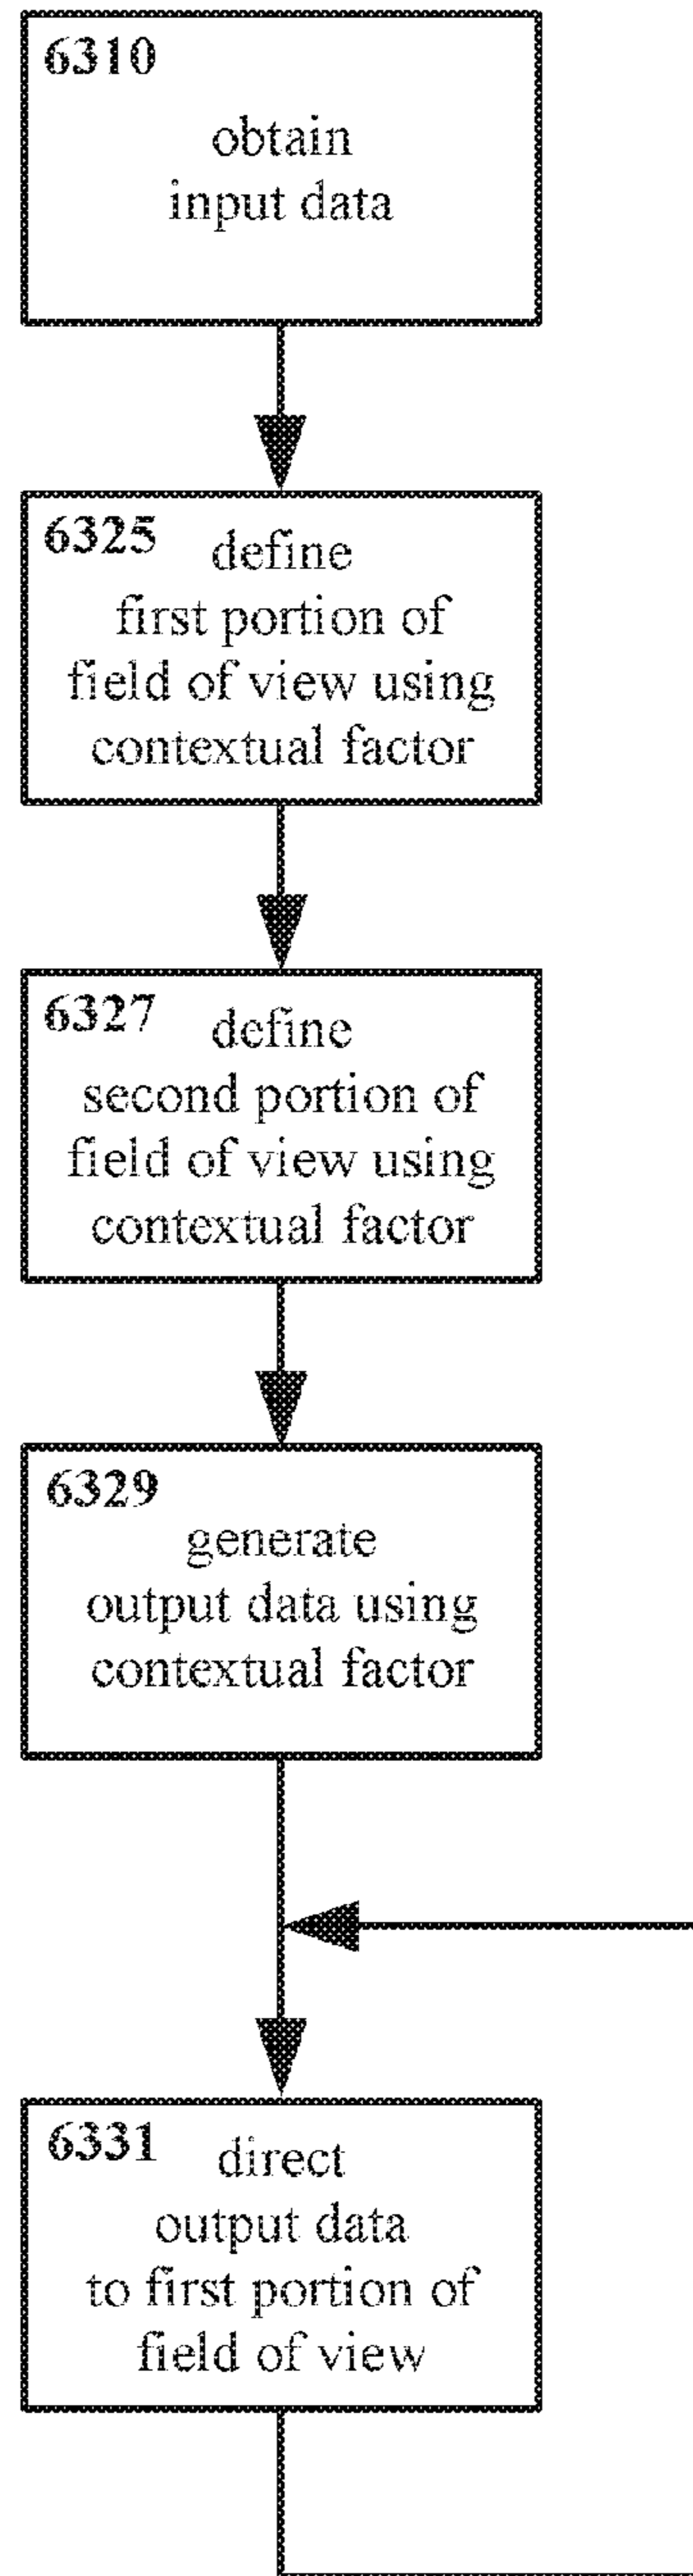 6310
obtain
input data
6325 define
first portion of
field of view using
contextual factor
6327 define
second portion of
field of view using
contextual factor
6329
generate
output data using
contextual factor
6331 direct
output data
to first portion of
field of view